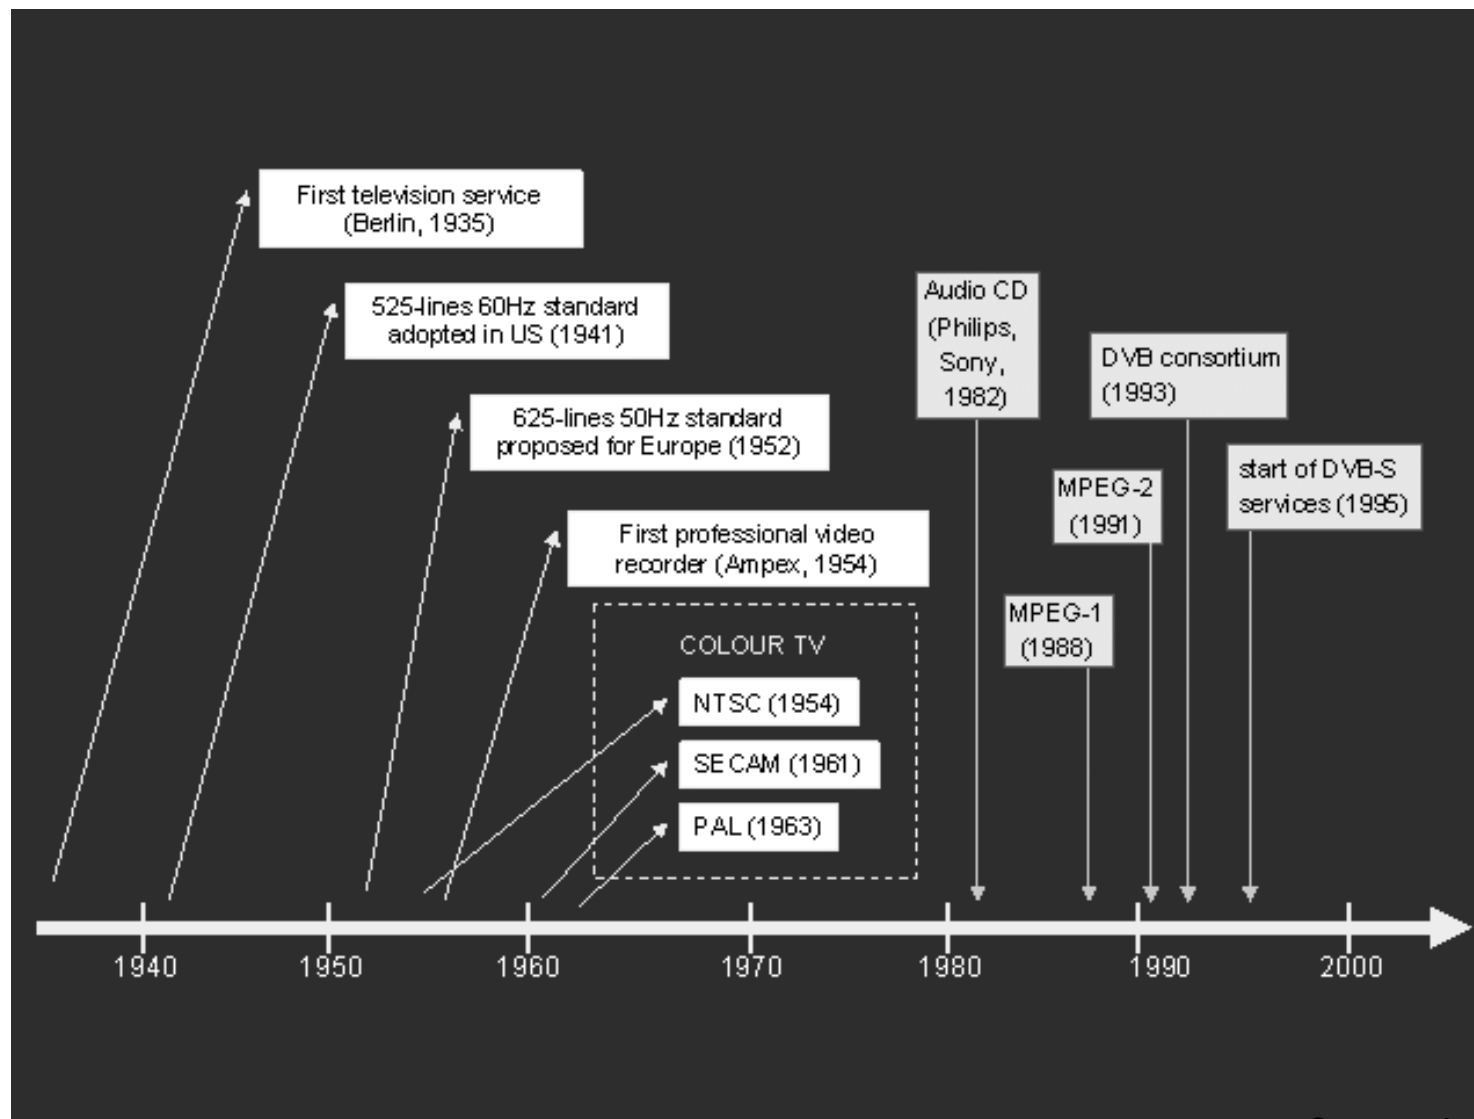 First television service
(Berlin, 1935)
525-lines 60Hz standard
adopted in US (1941)
625-lines 50Hz standard
proposed for Europe (1952)
First professional video
recorder (Ampex, 1954)
COLOUR TV
NTSC (1954)
SECAM (1961)
PAL (1963)
Audio CD
(Philips,
Sony,
1982)
DVB consortium
(1993)
MPEG-2
(1991)
start of DVB-S
services (1995)
MPEG-1
(1988)
1940 1950 1960 1970 1980 1990 2000